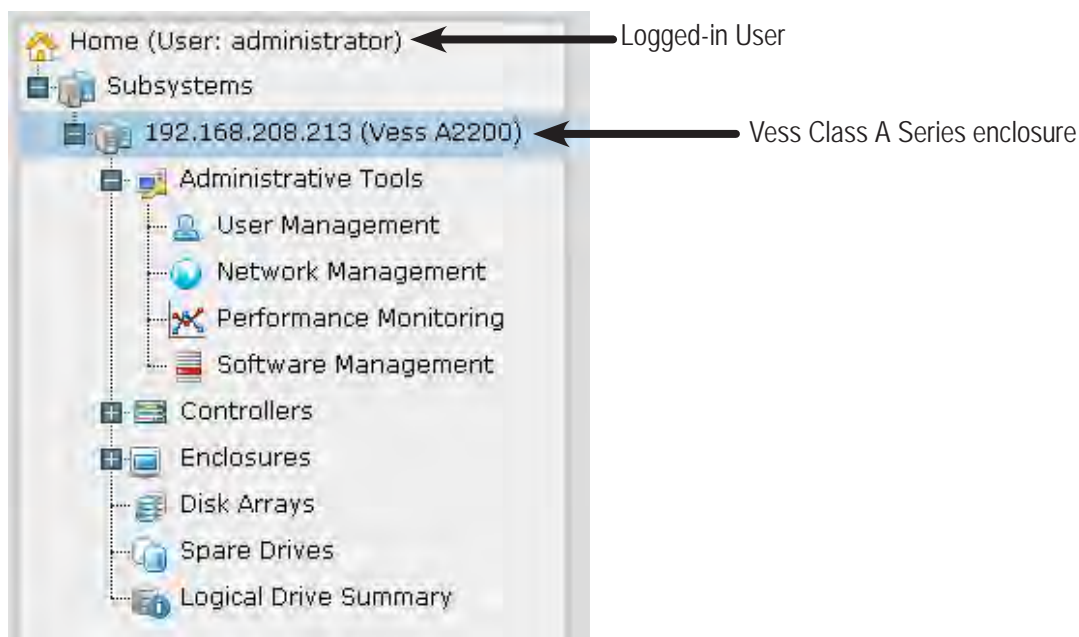 Home (User: administrator)
Logged-in User
Subsystems
192.168.208.213 (Vess A2200)
Vess Class A Series enclosure
Administrative Tools
User Management
Network Management
Performance Monitoring
Software Management
Controllers
Enclosures
Disk Arrays
Spare Drives
Logical Drive Summary